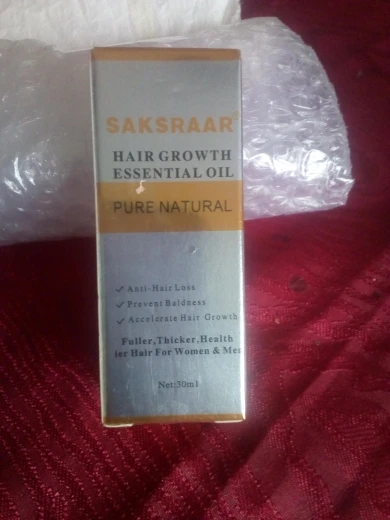 SAKSRAAR
HAIR GROWTH
ESSENTIAL OIL
PURE NATURAL
✓ Anti-Hair Loss
✓ Prevent Baldness
✓ Accelerate Hair Growth
Fuller,Thicker,Health
ier Hair For Women & Men
Net:30ml